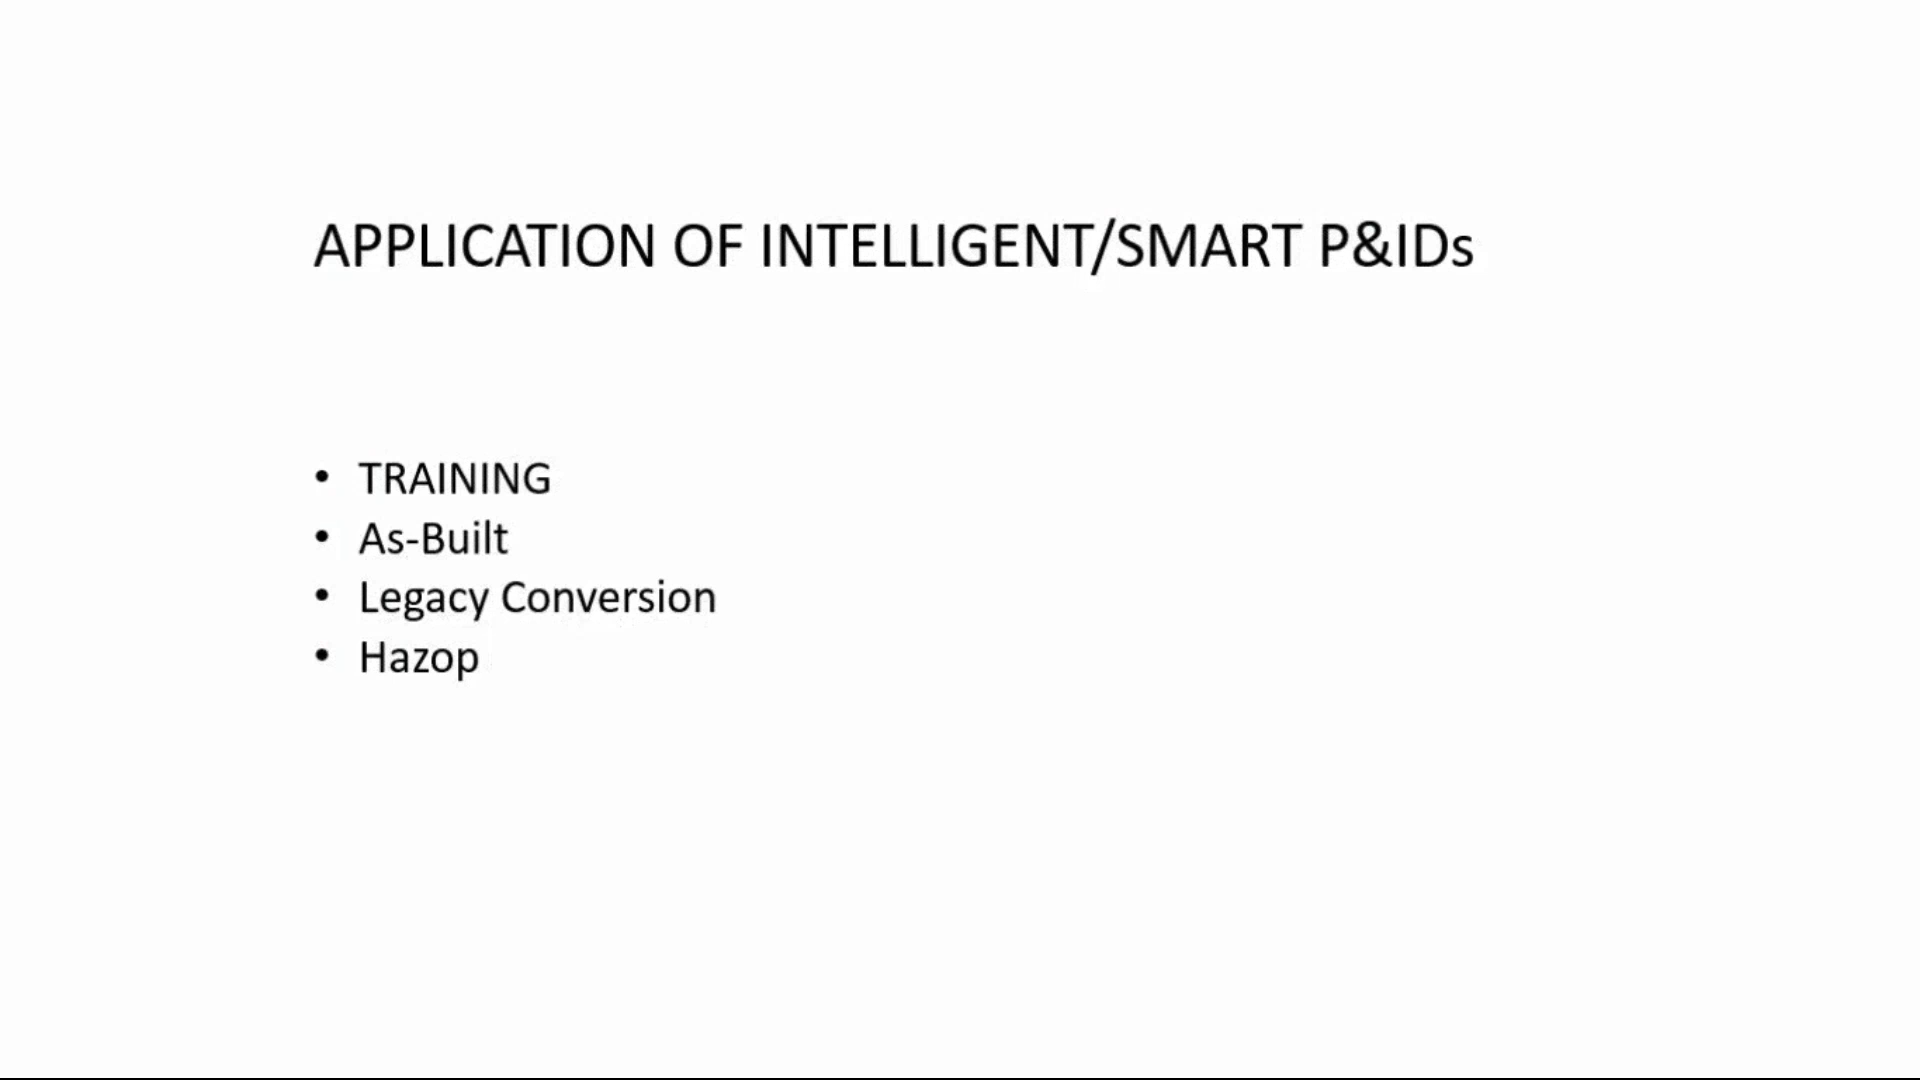 APPLICATION OF INTELLIGENT/SMART P&IDs
• TRAINING
• As-Built
• Legacy Conversion
• Hazop